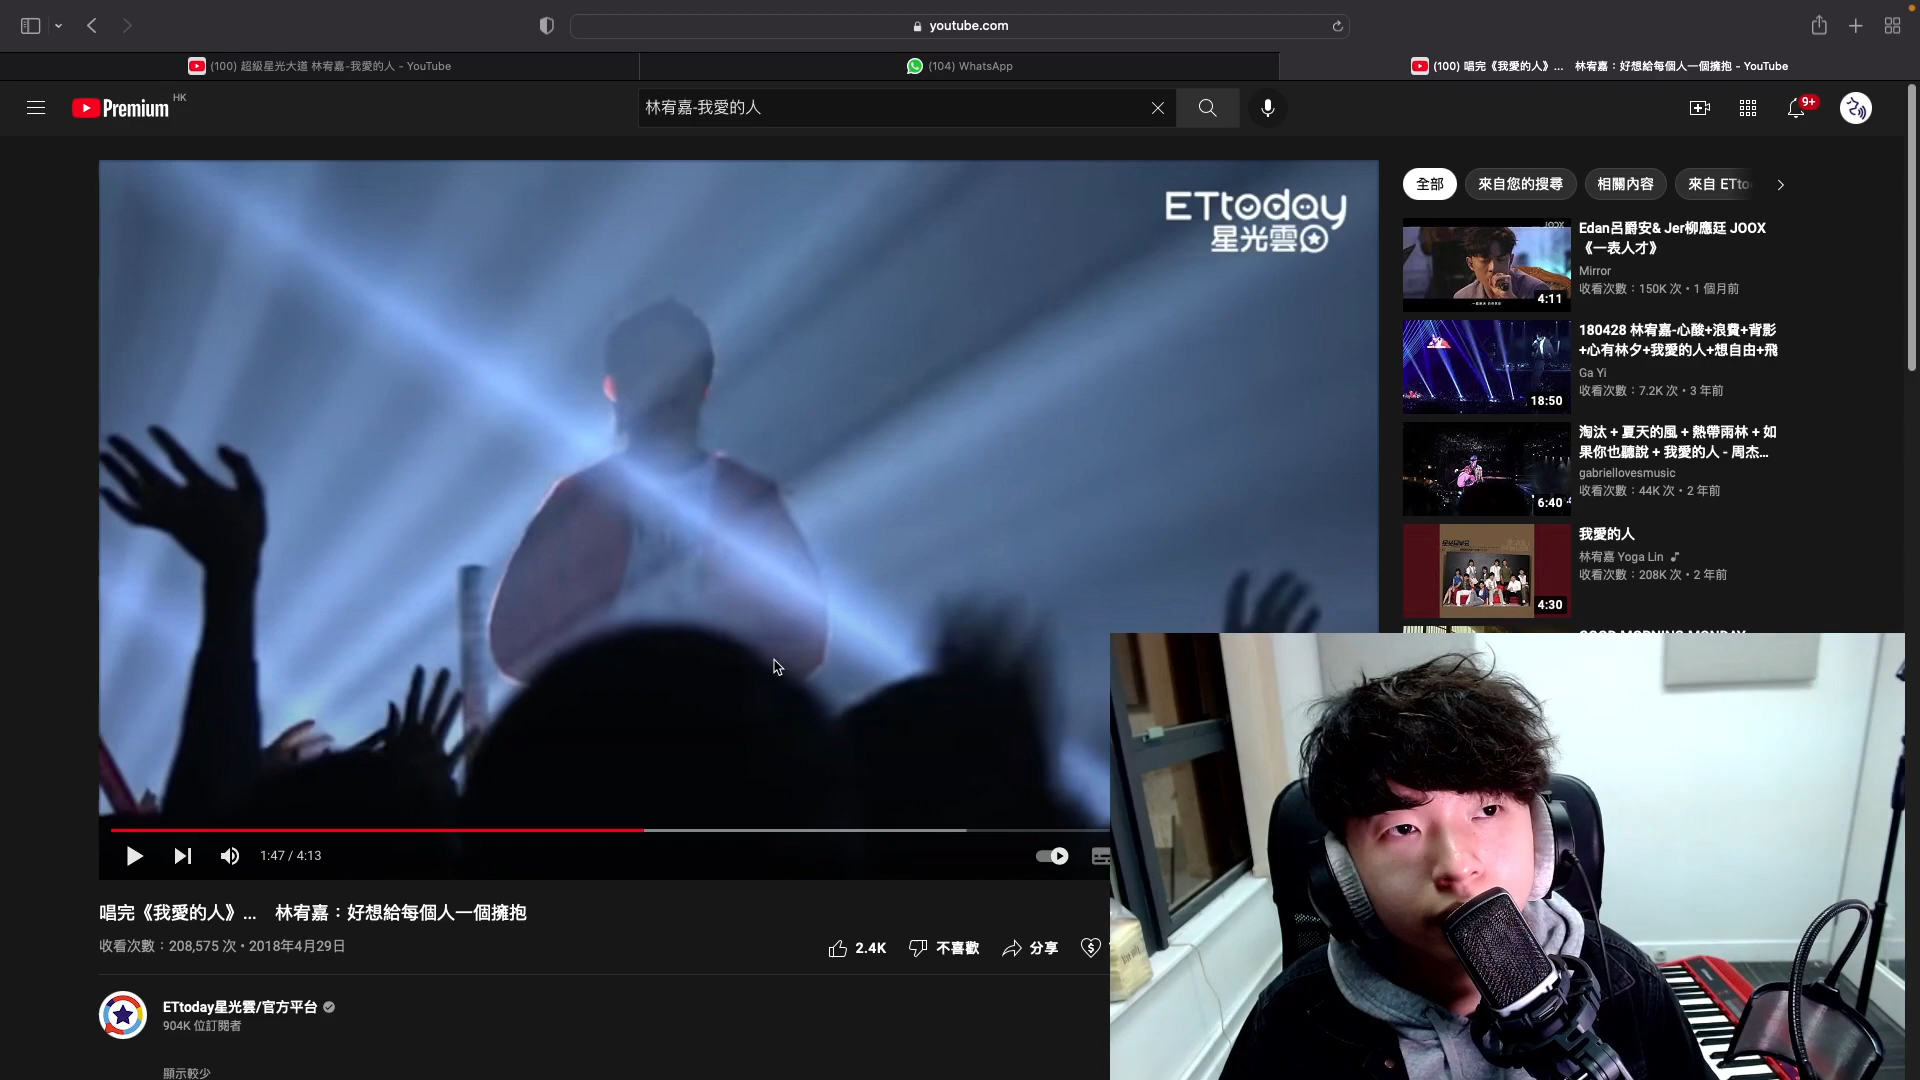 youtube.com
(100) 超級星光大道 林宥嘉-我愛的人 - YouTube
(104) WhatsApp
(100) 唱完《我愛的人》... 林宥嘉：好想給每個人一個擁抱 - YouTube
Premium HK
林宥嘉-我愛的人
9+
ETtoday
星光雲
全部
來自您的搜尋
相關內容
來自 ETto
JOOX
4:11
Edan呂爵安& Jer柳應廷 JOOX
《一表人才》
Mirror
收看次數：150K 次・1 個月前
18:50
180428 林宥嘉-心酸+浪費+背影
+心有林夕+我愛的人+想自由+飛
Ga Yi
收看次數：7.2K 次・3 年前
6:40
淘汰 + 夏天的風 + 熱帶雨林 + 如
果你也聽說 + 我愛的人 - 周杰...
gabriellovesmusic
收看次數：44K 次・2 年前
4:30
我愛的人
林宥嘉 Yoga Lin
收看次數：208K 次・2 年前
GOOD MORNING MONDAY
1:47 / 4:13
唱完《我愛的人》... 林宥嘉：好想給每個人一個擁抱
收看次數：208,575 次・2018年4月29日
2.4K
不喜歡
分享
ETtoday星光雲/官方平台
904K 位訂閱者
顯示較少